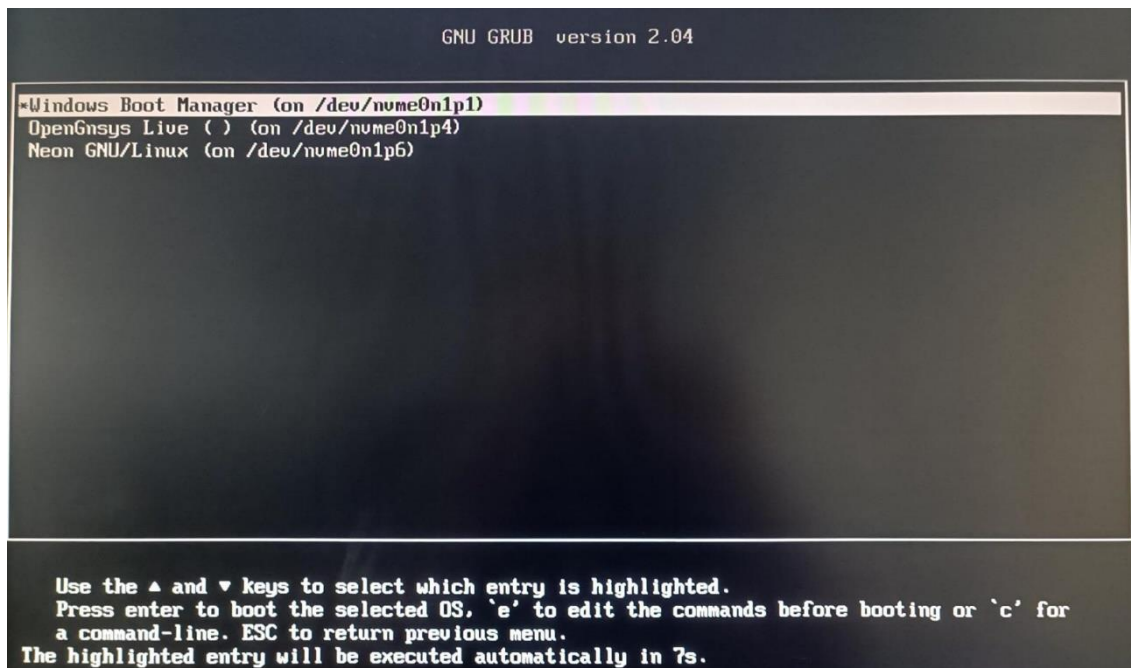 GNU GRUB version 2.04
*Windows Boot Manager (on /dev/nvme0n1p1)
OpenGnsys Live ( ) (on /dev/nvme0n1p4)
Neon GNU/Linux (on /dev/nvme0n1p6)
Use the ▲ and ▼ keys to select which entry is highlighted.
Press enter to boot the selected OS, `e' to edit the commands before booting or `c' for
a command-line. ESC to return previous menu.
The highlighted entry will be executed automatically in 7s.